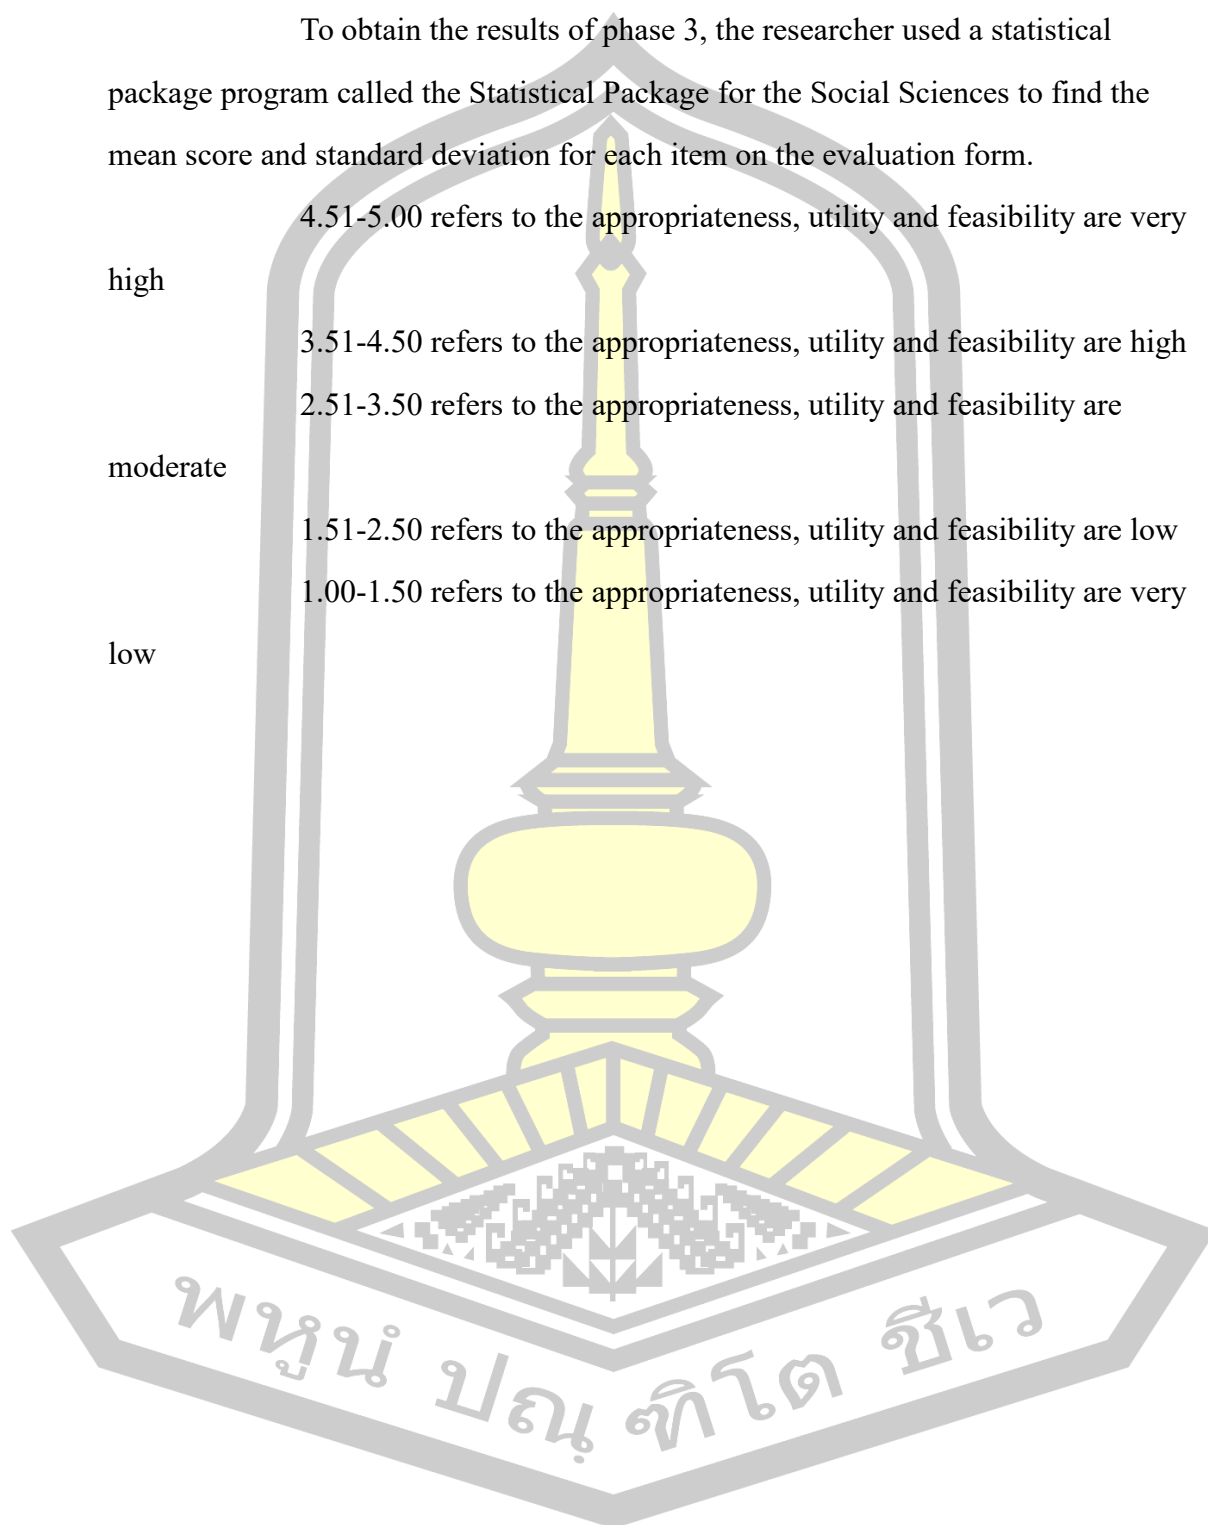 To obtain the results of phase 3, the researcher used a statistical
package program called the Statistical Package for the Social Sciences to find the
mean score and standard deviation for each item on the evaluation form.
4.51-5.00 refers to the appropriateness, utility and feasibility are very
high
3.51-4.50 refers to the appropriateness, utility and feasibility are high
2.51-3.50 refers to the appropriateness, utility and feasibility are
moderate
1.51-2.50 refers to the appropriateness, utility and feasibility are low
1.00-1.50 refers to the appropriateness, utility and feasibility are very
low
พหูนํ ปณฺฑิโต ชีเว